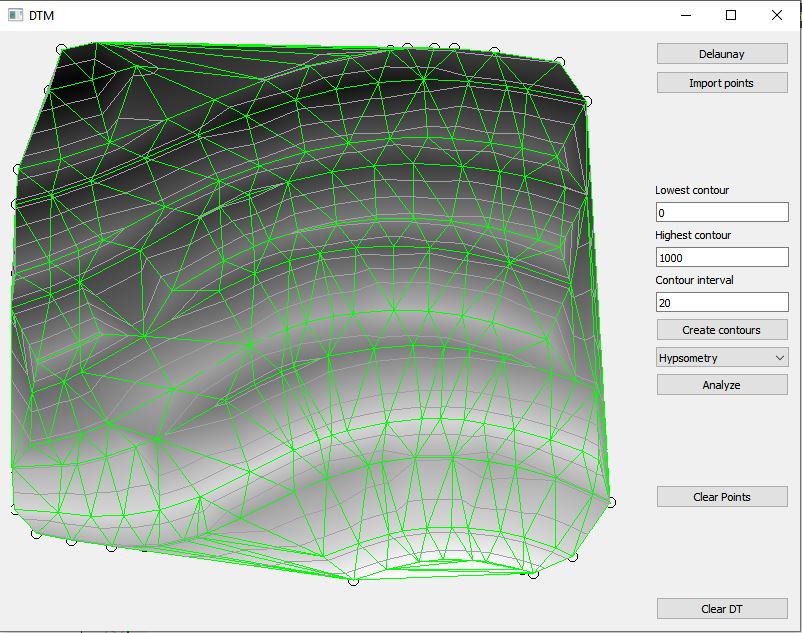 DTM
Delaunay
Import points
Lowest contour
0
Highest contour
1000
Contour interval
20
Create contours
Hypsometry
Analyze
Clear Points
Clear DT